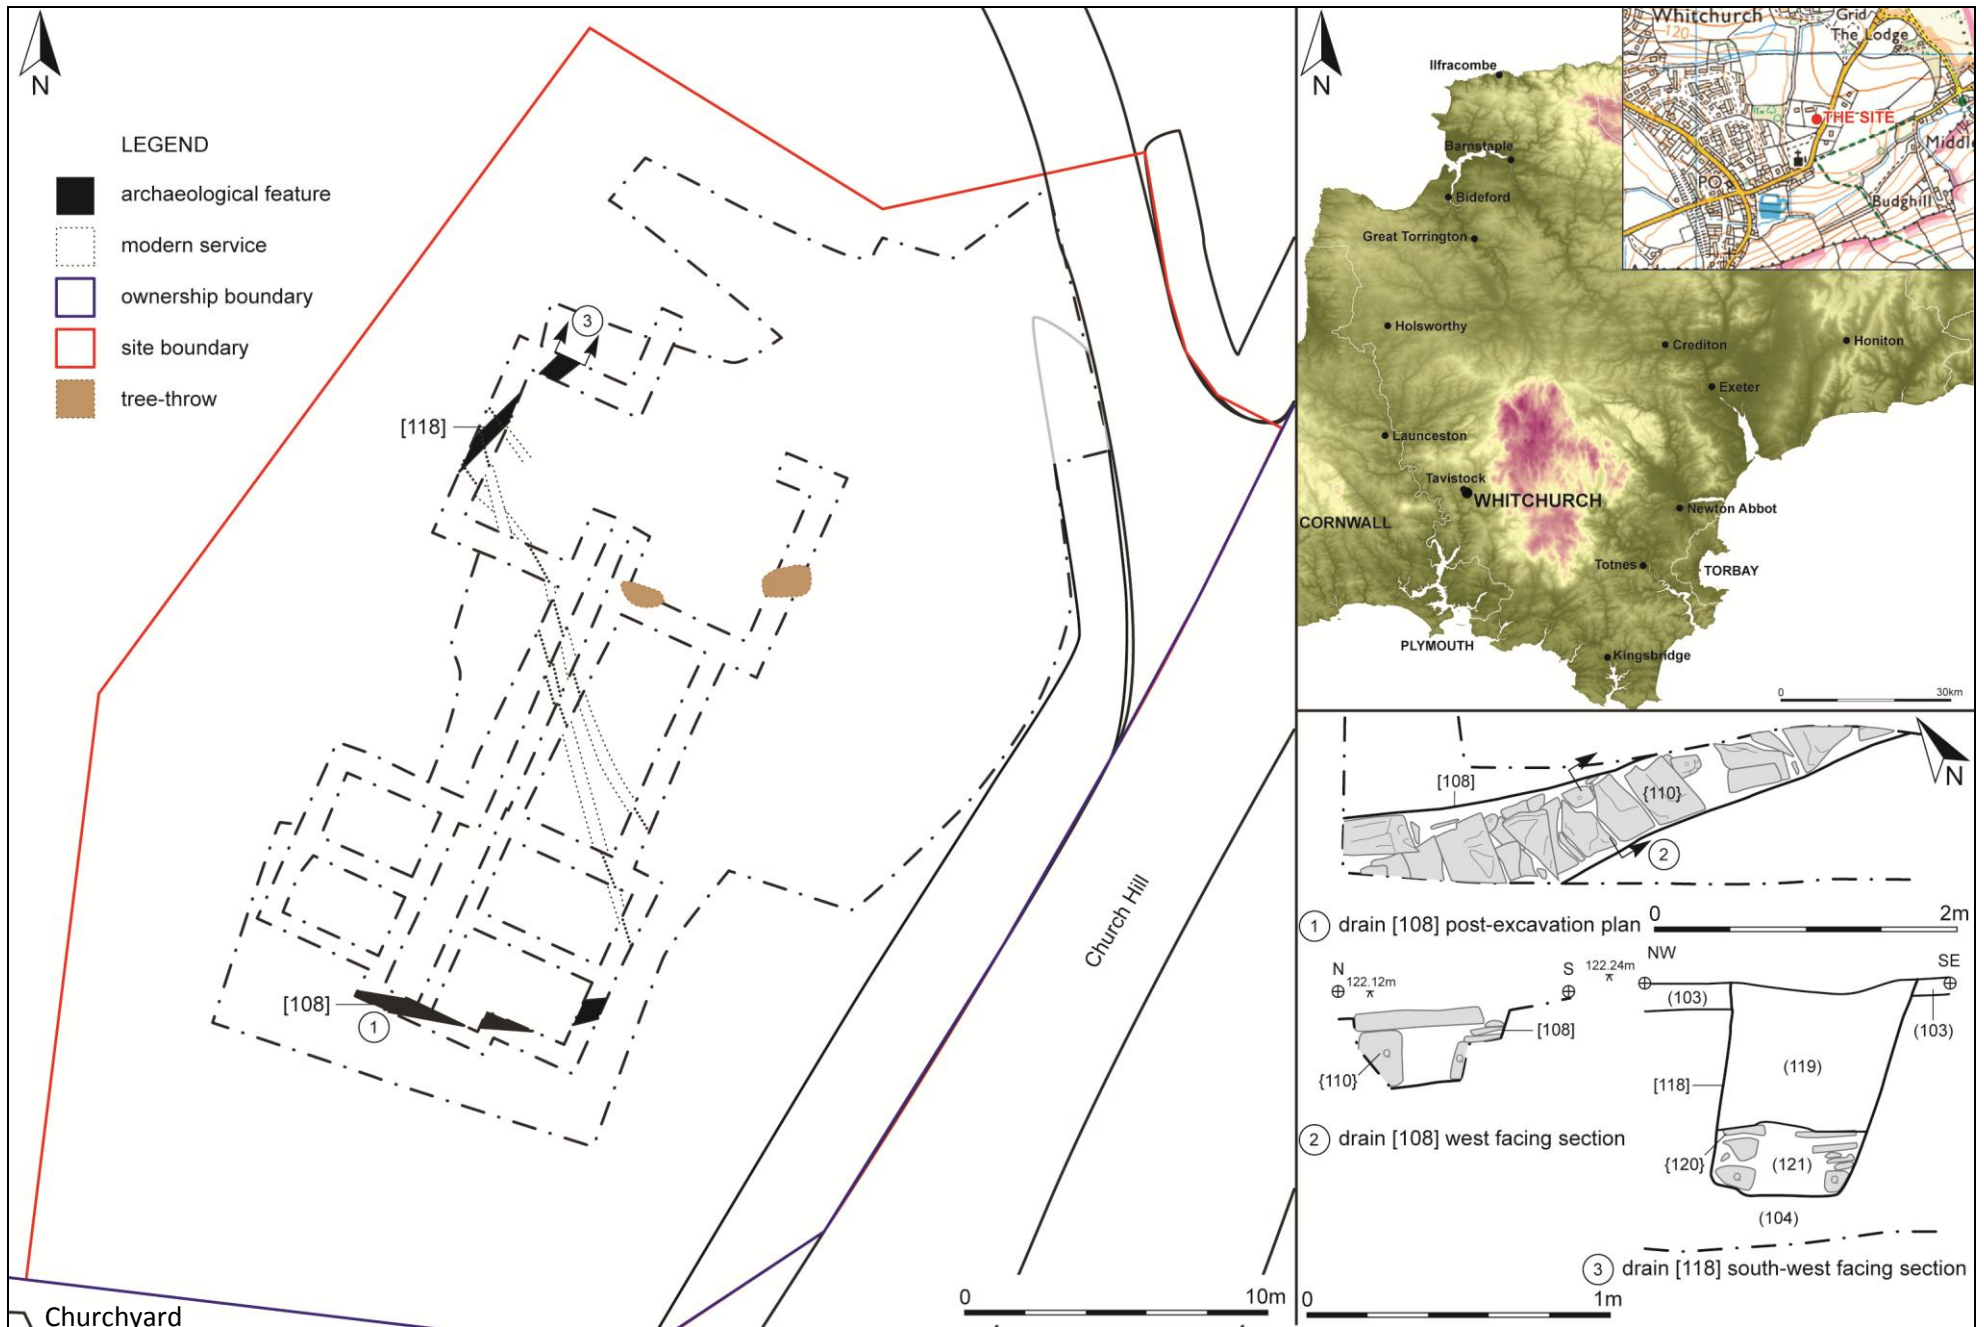 N
LEGEND
archaeological feature
modern service
ownership boundary
site boundary
tree-throw
3
[118]
[108]
1
Church Hill
0 10m
Churchyard
N
Ilfracombe
Barnstaple
Bideford
Great Torrington
Holsworthy
Crediton
Honiton
Exeter
Launceston
Tavistock
WHITCHURCH
CORNWALL
Newton Abbot
Totnes
TORBAY
PLYMOUTH
Kingsbridge
0 30km
Whitchurch
120
Grid
The Lodge
THE SITE
Middle
PO
Budghill
[108]
{110}
N
2
1 drain [108] post-excavation plan
0 2m
N
122.12m
S
[108]
{110}
2 drain [108] west facing section
122.24m
NW
SE
(103)
(103)
(119)
[118]
{120}
(121)
(104)
3 drain [118] south-west facing section
0 1m